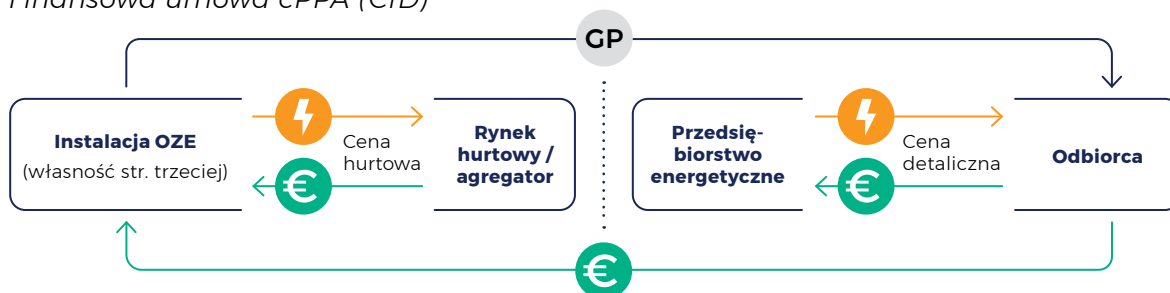 Finansowa umowa cPPA (CfD)
GP
Instalacja OZE
(własność str. trzeciej)
Cena
hurtowa
Rynek
hurtowy /
agregator
Przedsię-
biorstwo
energetyczne
Cena
detaliczna
Odbiorca
€
€
€